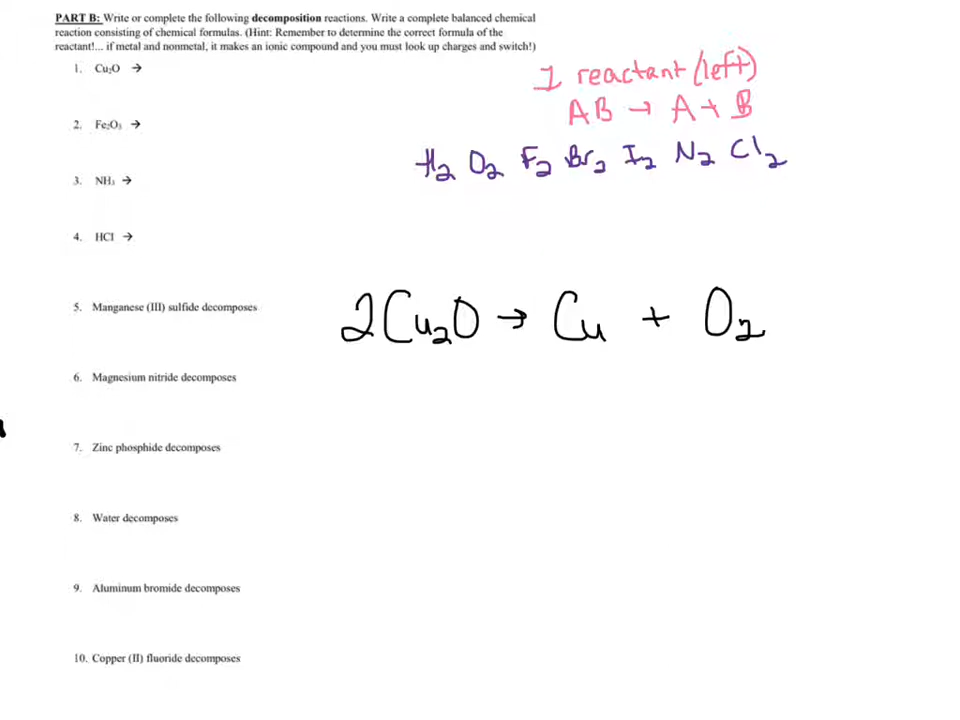 PART B: Write or complete the following decomposition reactions. Write a complete balanced chemical
reaction consisting of chemical formulas. (Hint: Remember to determine the correct formula of the
reactant!... if metal and nonmetal, it makes an ionic compound and you must look up charges and switch!)
1. Cu₂O →
1 reactant (left)
AB → A + B
2. Fe₂O₃ →
H₂ O₂ F₂ Br₂ I₂ N₂ Cl₂
3. NH₃ →
4. HCl →
5. Manganese (III) sulfide decomposes
2Cu₂O → Cu + O₂
6. Magnesium nitride decomposes
7. Zinc phosphide decomposes
8. Water decomposes
9. Aluminum bromide decomposes
10. Copper (II) fluoride decomposes